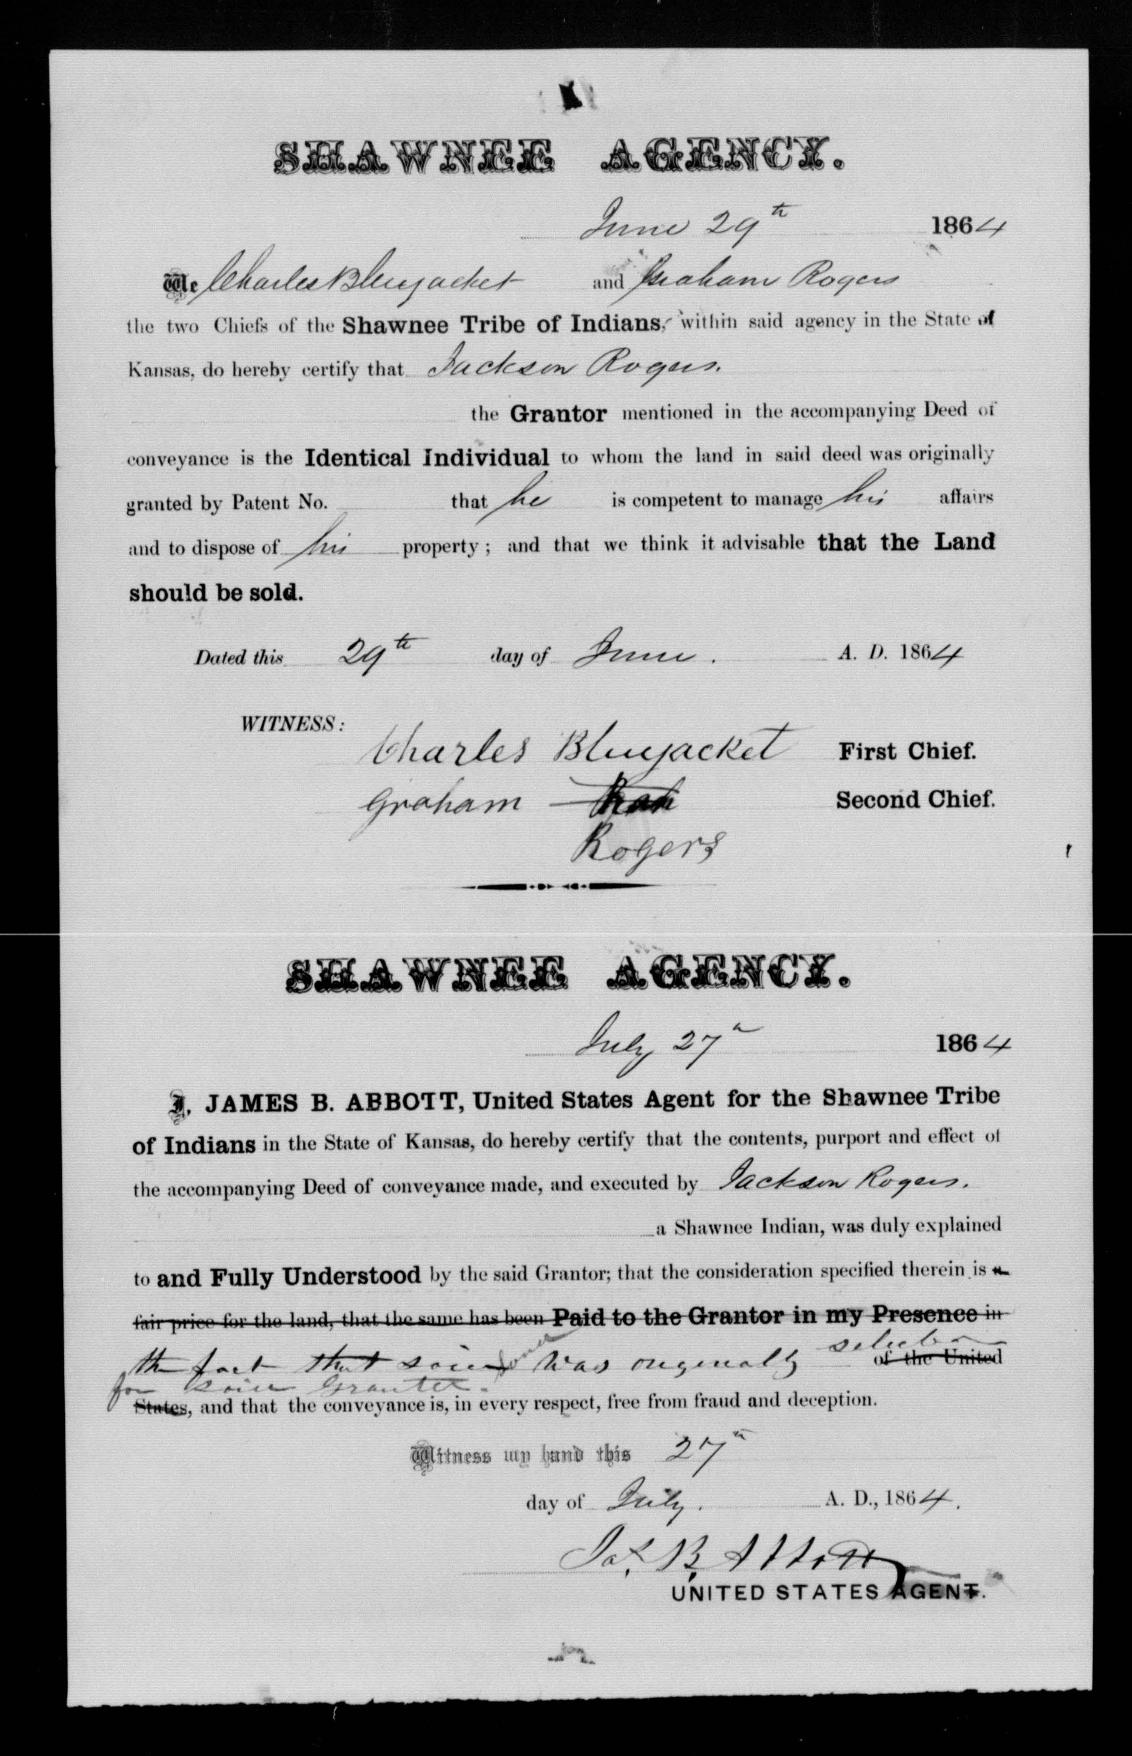 SHAWNEE AGENCY.
June 29th 1864
We Charles Bluejacket and Graham Rogers
the two Chiefs of the Shawnee Tribe of Indians, within said agency in the State of
Kansas, do hereby certify that Jackson Rogers.
the Grantor mentioned in the accompanying Deed of
conveyance is the Identical Individual to whom the land in said deed was originally
granted by Patent No. that he is competent to manage his affairs
and to dispose of his property; and that we think it advisable that the Land
should be sold.
Dated this 29th day of June. A. D. 1864
WITNESS:
Charles Bluejacket First Chief.
Graham Second Chief.
Rogers
SHAWNEE AGENCY.
July 27th 1864
I, JAMES B. ABBOTT, United States Agent for the Shawnee Tribe
of Indians in the State of Kansas, do hereby certify that the contents, purport and effect of
the accompanying Deed of conveyance made, and executed by Jackson Rogers.
a Shawnee Indian, was duly explained
to and Fully Understood by the said Grantor; that the consideration specified therein is a
fair price for the land, that the same has been Paid to the Grantor in my Presence in
the fact that said land was originally selected of the United
for said Grantee.
States, and that the conveyance is, in every respect, free from fraud and deception.
Witness my hand this 27th
day of July. A. D., 1864.
Jas. B. Abbott
UNITED STATES AGENT.